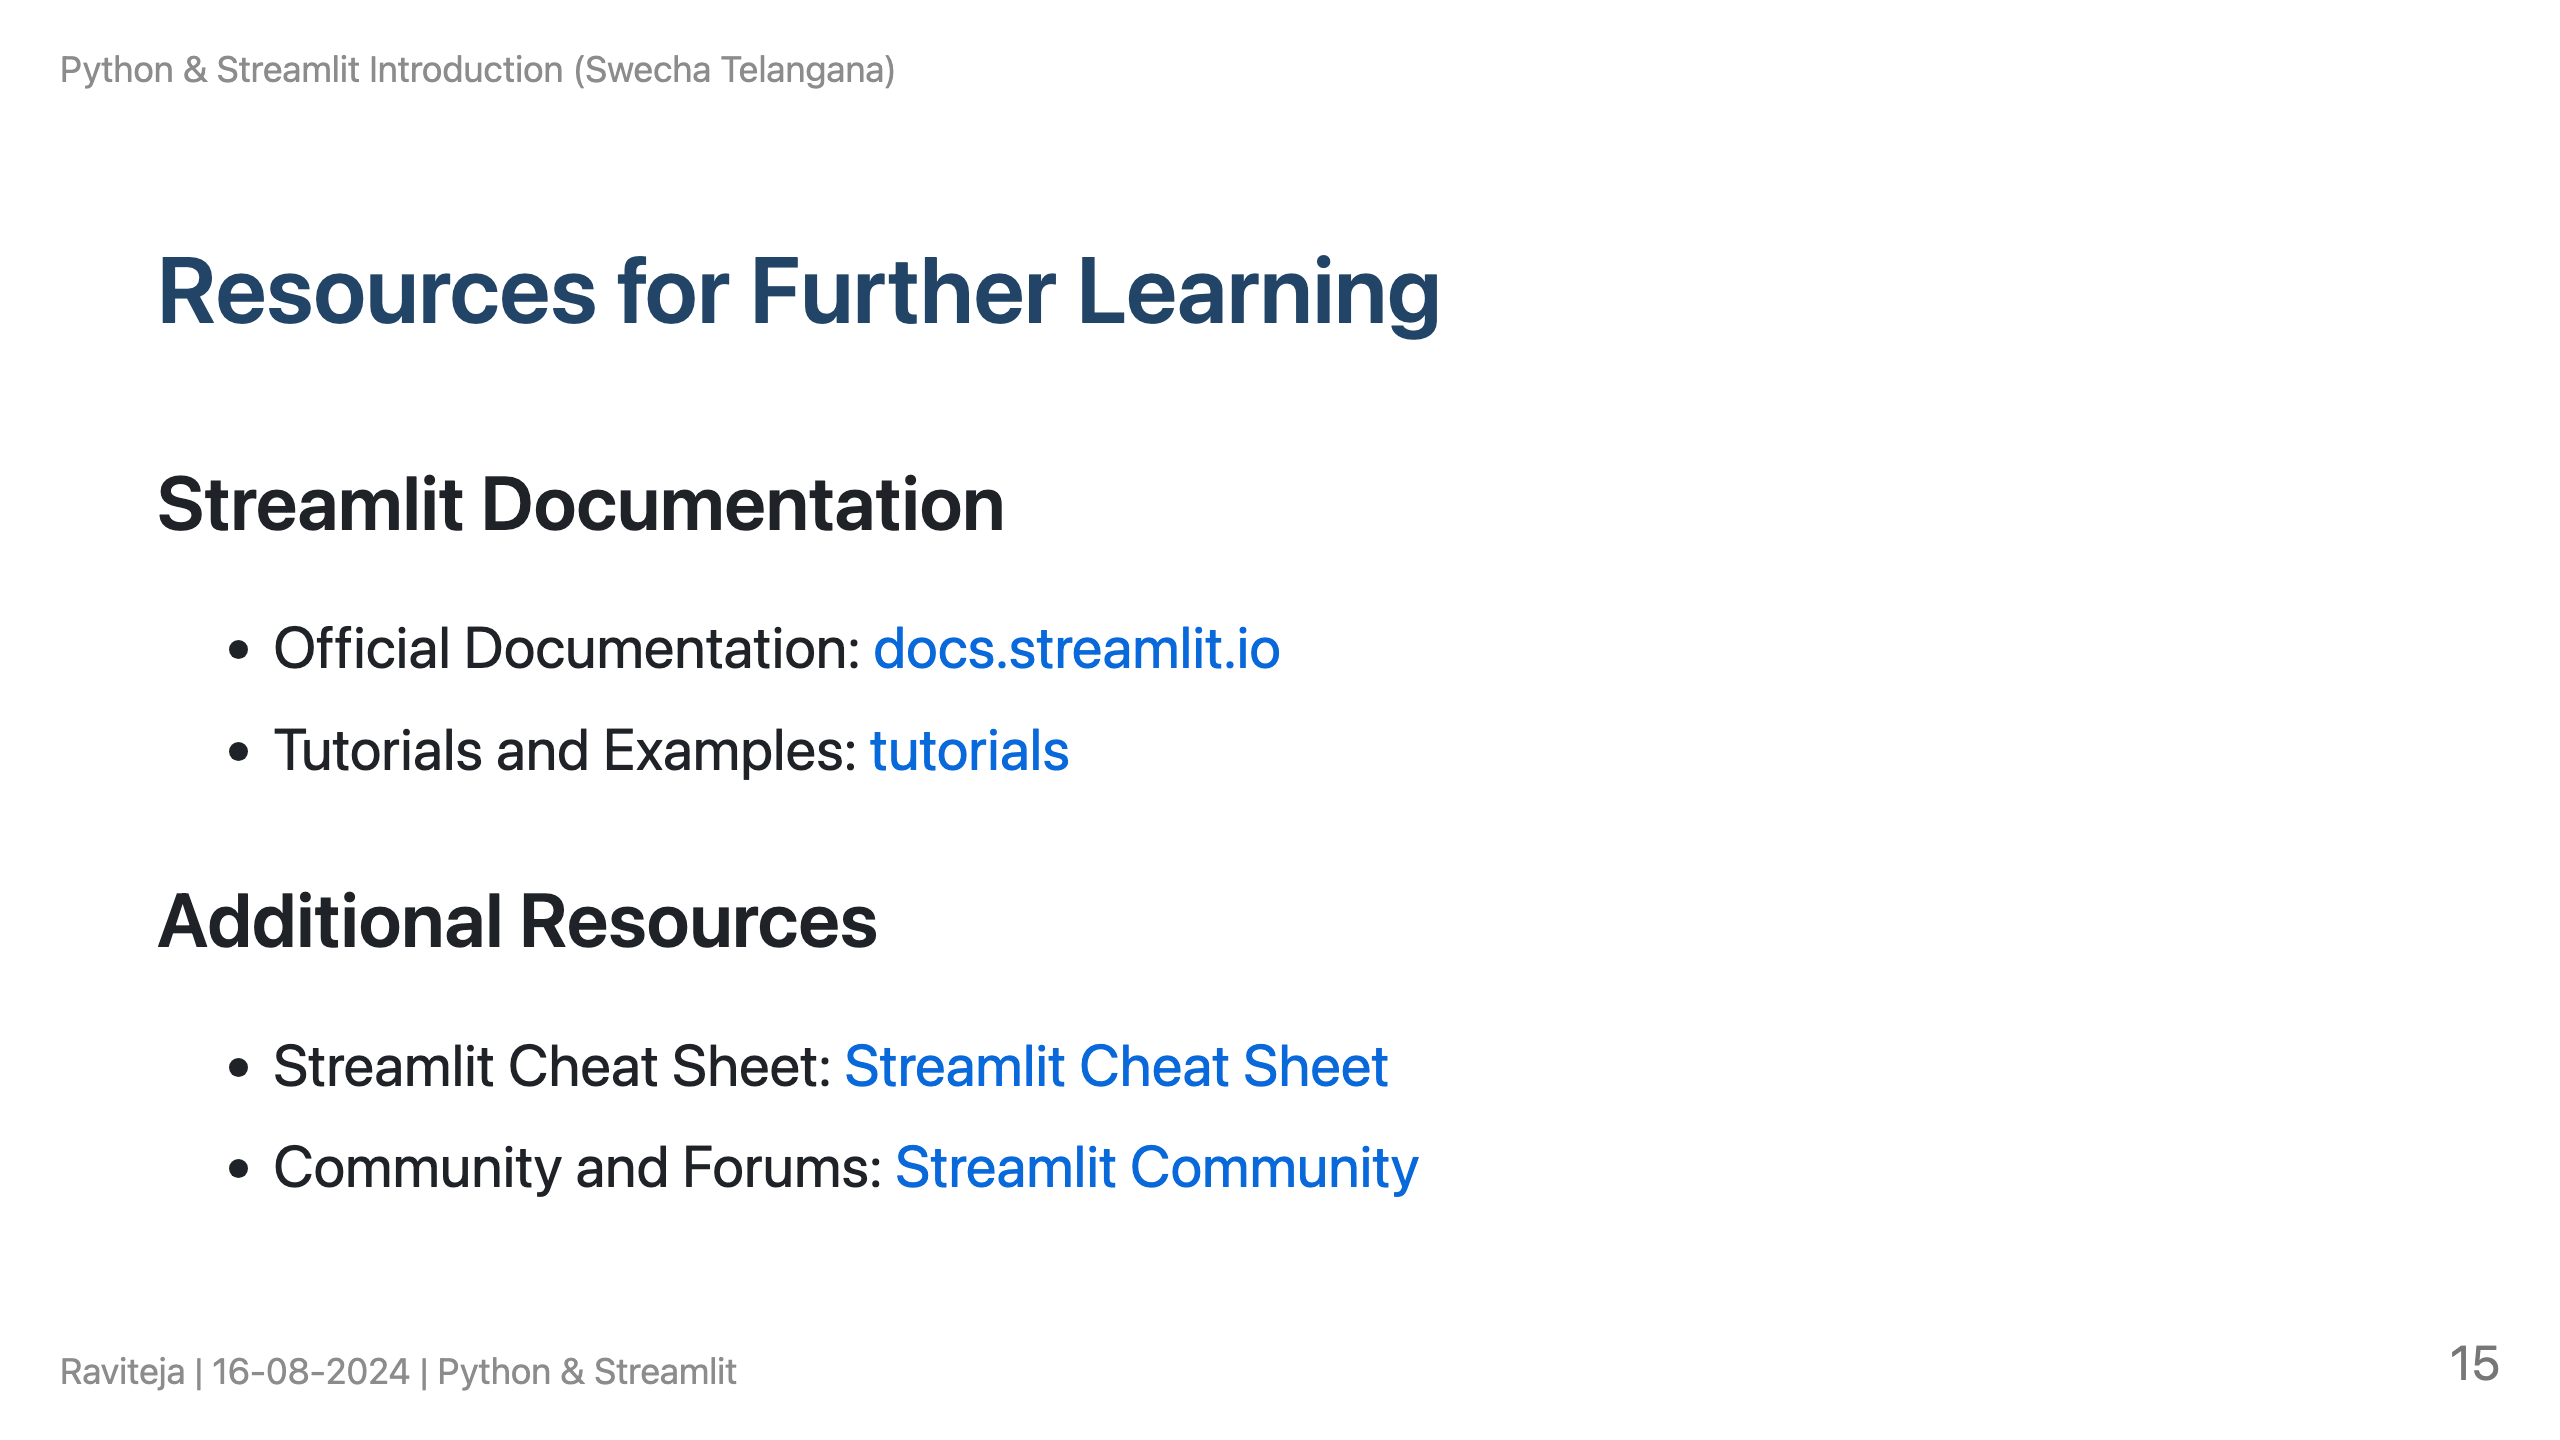 Python & Streamlit Introduction (Swecha Telangana)
Resources for Further Learning
Streamlit Documentation
• Official Documentation: docs.streamlit.io
• Tutorials and Examples: tutorials
Additional Resources
• Streamlit Cheat Sheet: Streamlit Cheat Sheet
• Community and Forums: Streamlit Community
Raviteja | 16-08-2024 | Python & Streamlit
15